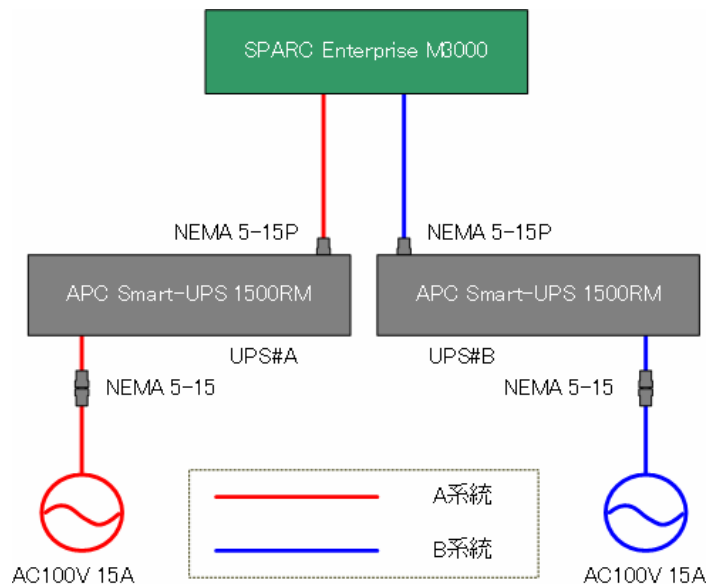 SPARC Enterprise M3000
NEMA 5-15P
NEMA 5-15P
APC Smart-UPS 1500RM
APC Smart-UPS 1500RM
UPS#A
UPS#B
NEMA 5-15
NEMA 5-15
A系統
B系統
AC100V 15A
AC100V 15A